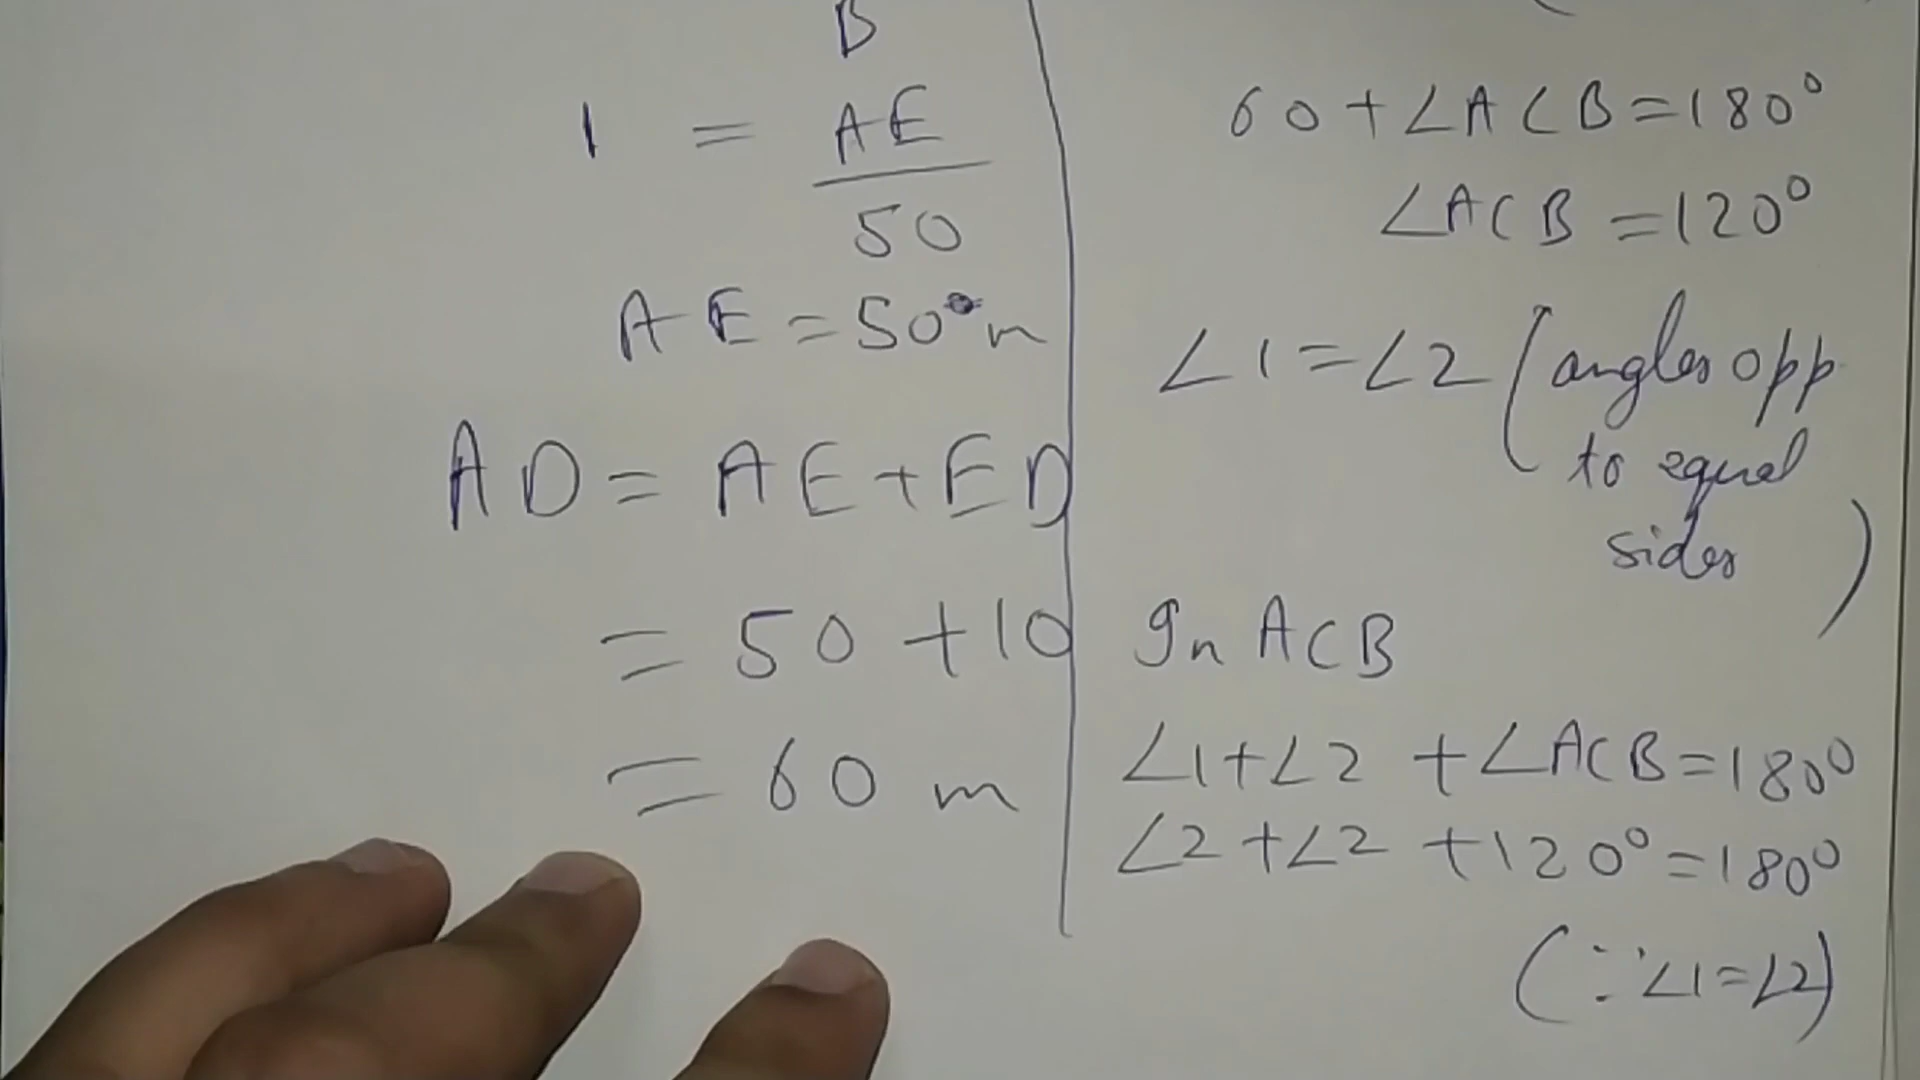 B
1 = AE
50
AE = 50 m
AD = AE + ED
= 50 + 10
= 60 m
60 + ∠ACB = 180°
∠ACB = 120°
∠1 = ∠2 (angles opp
to equal
sides)
In ACB
∠1 + ∠2 + ∠ACB = 180°
∠2 + ∠2 + 120° = 180°
(∵ ∠1 = ∠2)